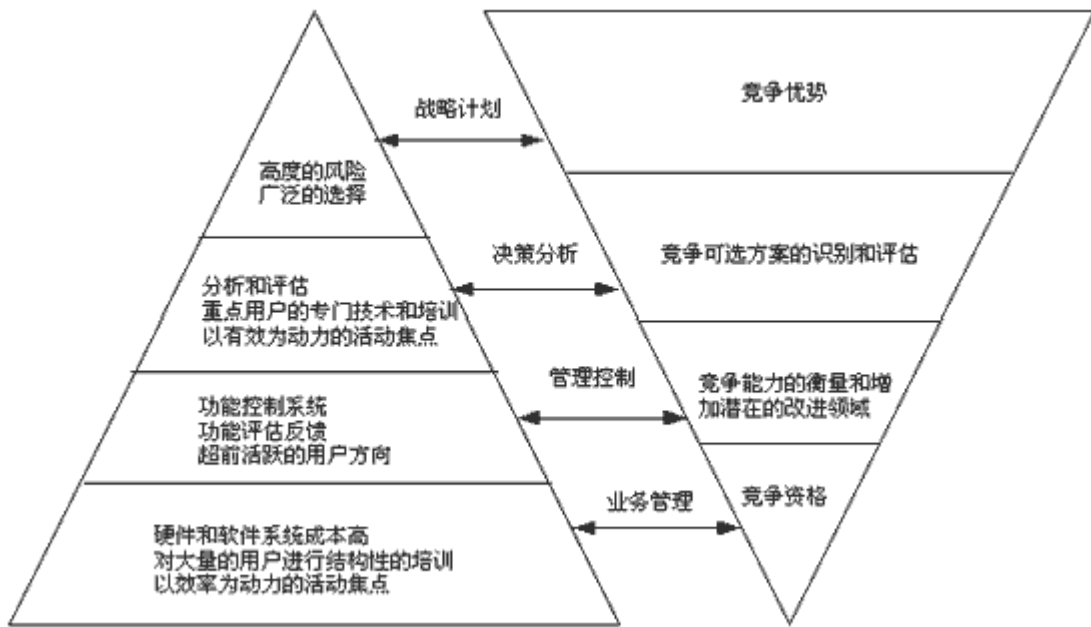 战略计划
竞争优势
高度的风险
广泛的选择
决策分析
竞争可选方案的识别和评估
分析和评估
重点用户的专门技术和培训
以有效为动力的活动焦点
管理控制
竞争能力的衡量和增
加潜在的改进领域
功能控制系统
功能评估反馈
超前活跃的用户方向
业务管理
竞争资格
硬件和软件系统成本高
对大量的用户进行结构性的培训
以效率为动力的活动焦点